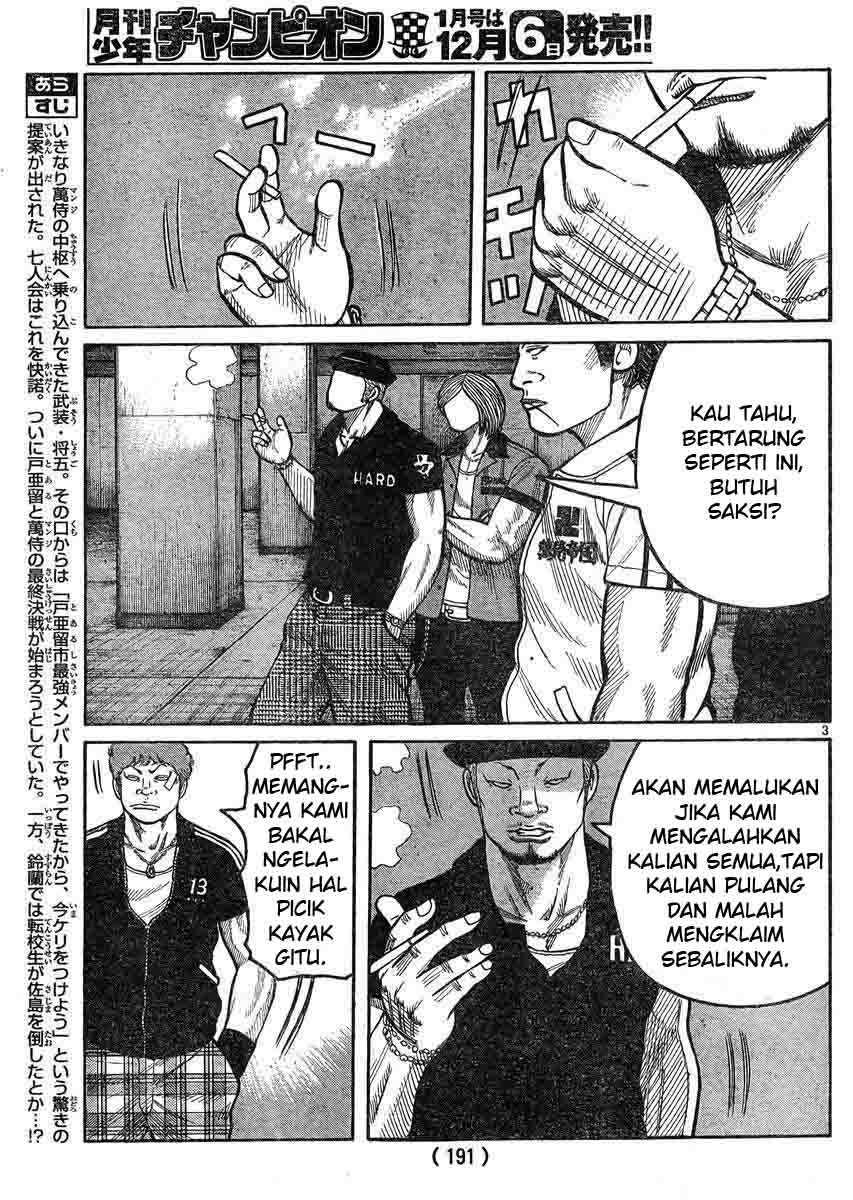 月刊少年チャンピオン 1月号は12月6日発売!!
あらすじ
いきなり萬侍の中枢へ乗り込んできた武装・将五。その口からは「戸亜留市最強メンバーでやってきたから、今ケリをつけよう」という驚きの
提案が出された。七人会はこれを快諾。ついに戸亜留と萬侍の最終決戦が始まろうとしていた。一方、鈴蘭では転校生が佐島を倒したとか…!?
カチッ
KAU TAHU,
BERTARUNG
SEPERTI INI,
BUTUH
SAKSI?
HARD
3
AKAN MEMALUKAN
JIKA KAMI
MENGALAHKAN
KALIAN SEMUA,TAPI
KALIAN PULANG
DAN MALAH
MENGKLAIM
SEBALIKNYA.
PFFT..
MEMANG-
NYA KAMI
BAKAL
NGELA-
KUIN HAL
PICIK
KAYAK
GITU.
13
( 191 )